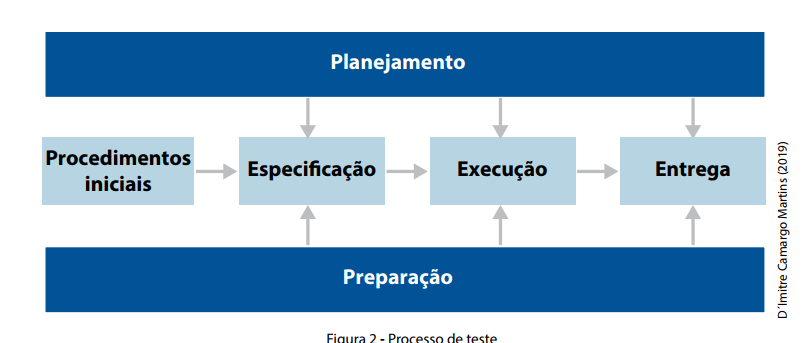 Planejamento
Procedimentos
iniciais
Especificação
Execução
Entrega
Preparação
D´Imitre Camargo Martins (2019)
Figura 2 - Processo de teste